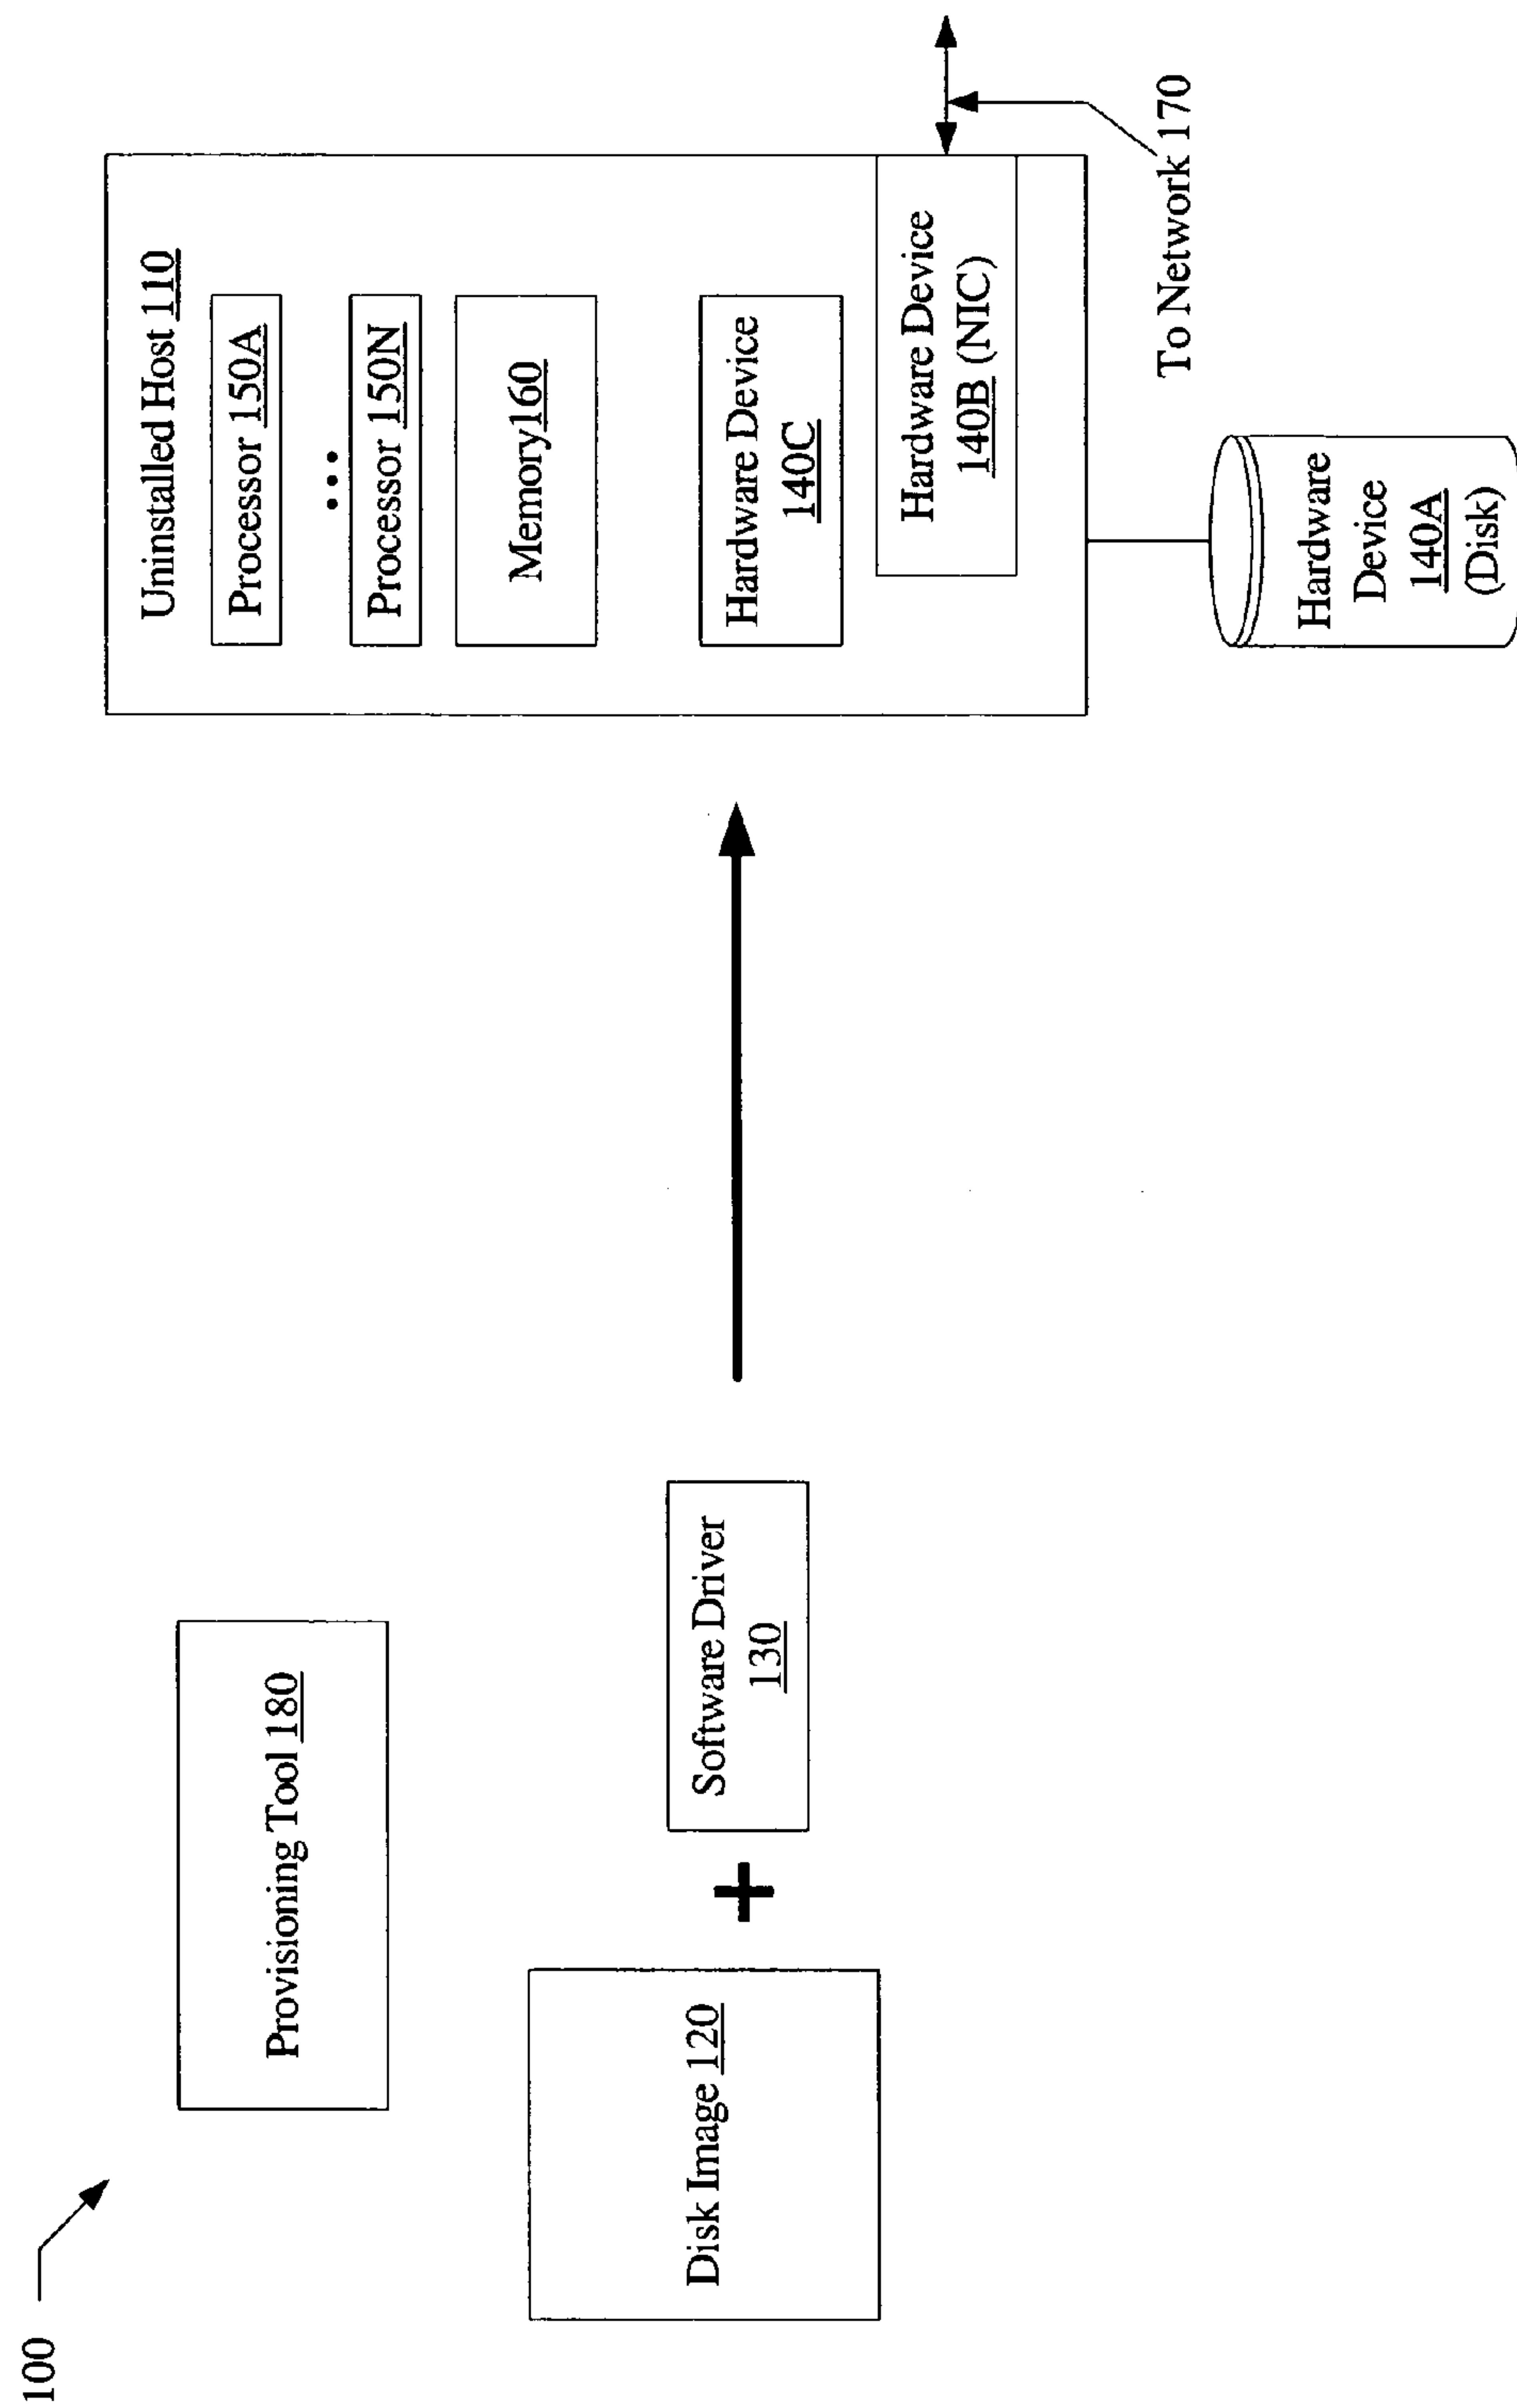 100
Provisioning Tool 180
Disk Image 120
+
Software Driver
130
Uninstalled Host 110
Processor 150A
...
Processor 150N
Memory160
Hardware Device
140C
Hardware Device
140B (NIC)
To Network 170
Hardware
Device
140A
(Disk)